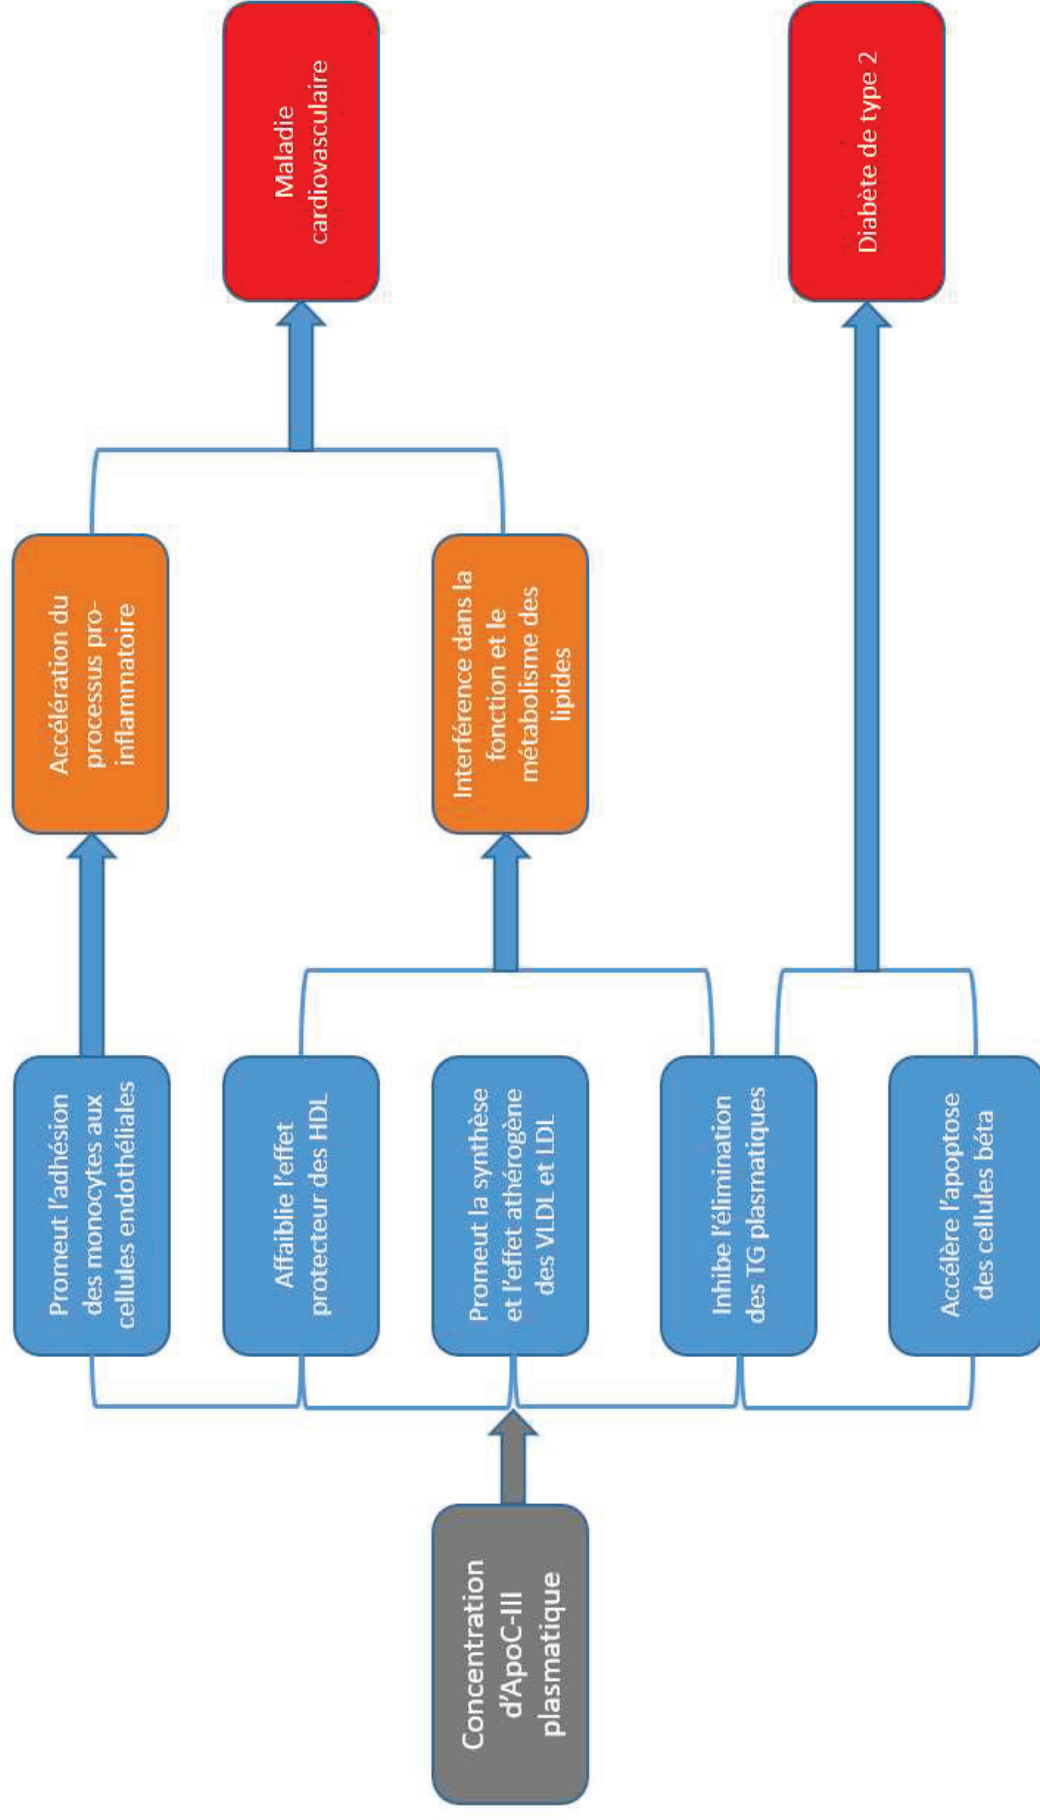 Concentration
d'ApoC-III
plasmatique
Promeut l'adhésion
des monocytes aux
cellules endothéliales
Affaiblie l'effet
protecteur des HDL
Promeut la synthèse
et l'effet athérogène
des VLDL et LDL
Inhibe l'élimination
des TG plasmatiques
Accélère l'apoptose
des cellules béta
Accélération du
processus pro-
inflammatoire
Interférence dans la
fonction et le
métabolisme des
lipides
Maladie
cardiovasculaire
Diabète de type 2